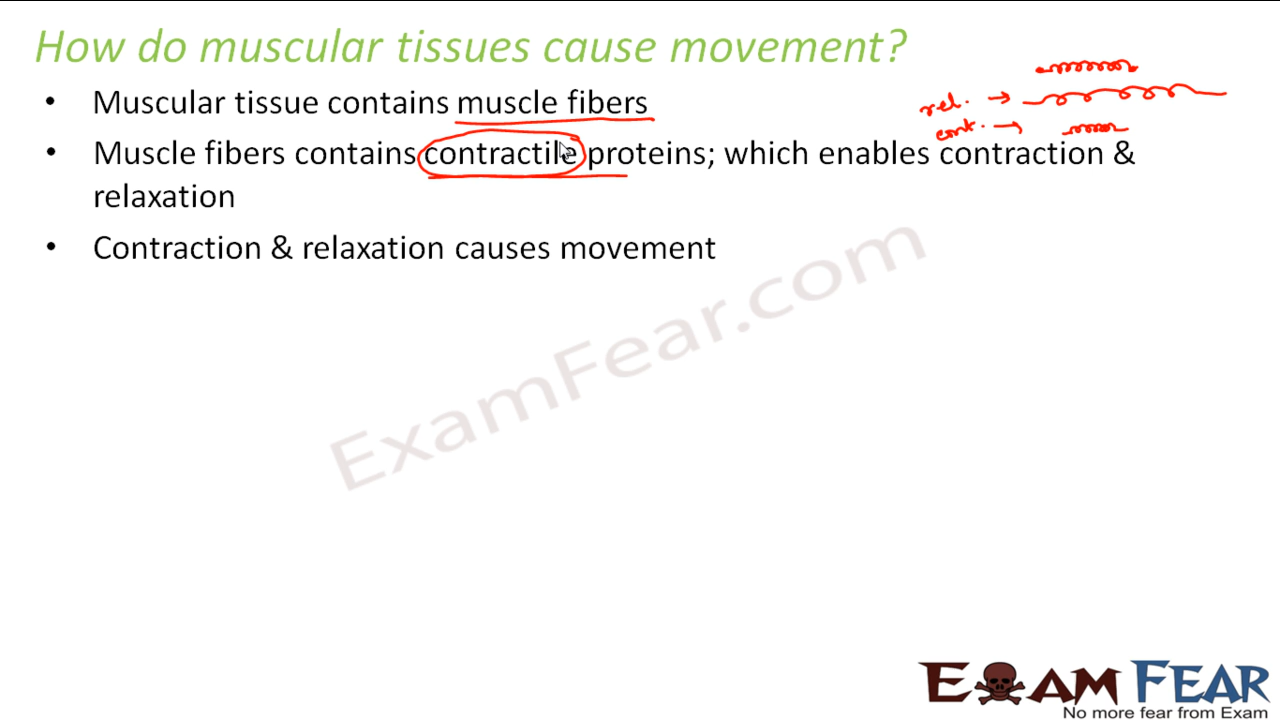 How do muscular tissues cause movement?
• Muscular tissue contains muscle fibers
rel. →
cont. →
• Muscle fibers contains contractile proteins; which enables contraction &
relaxation
• Contraction & relaxation causes movement
ExamFear.com
EXAM FEAR
No more fear from Exam